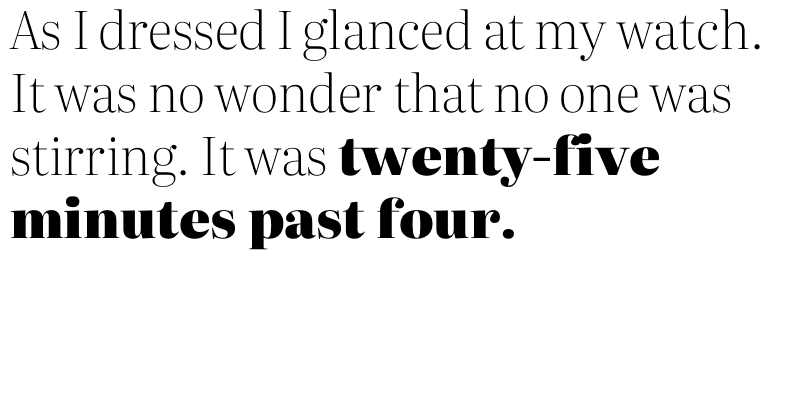 As I dressed I glanced at my watch.
It was no wonder that no one was
stirring. It was twenty-five
minutes past four.